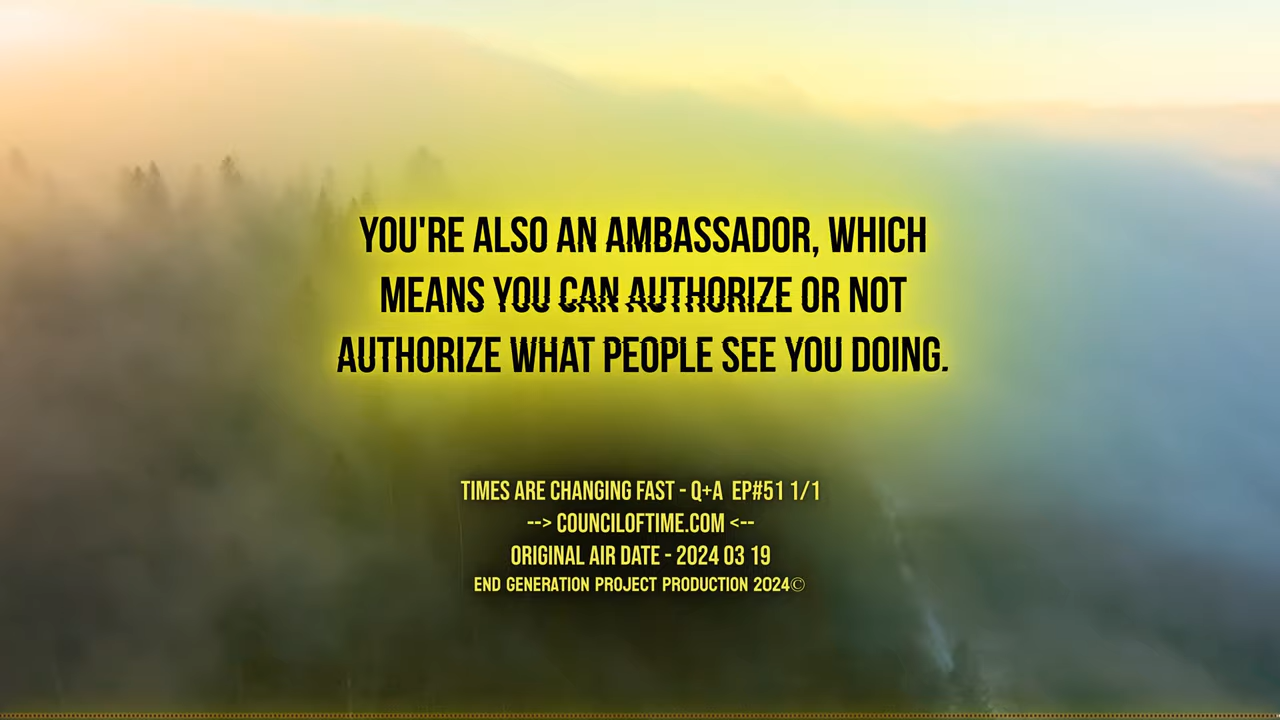 YOU'RE ALSO AN AMBASSADOR, WHICH
MEANS YOU CAN AUTHORIZE OR NOT
AUTHORIZE WHAT PEOPLE SEE YOU DOING.
TIMES ARE CHANGING FAST - Q+A EP#51 1/1
--> COUNCILOFTIME.COM <--
ORIGINAL AIR DATE - 2024 03 19
END GENERATION PROJECT PRODUCTION 2024©